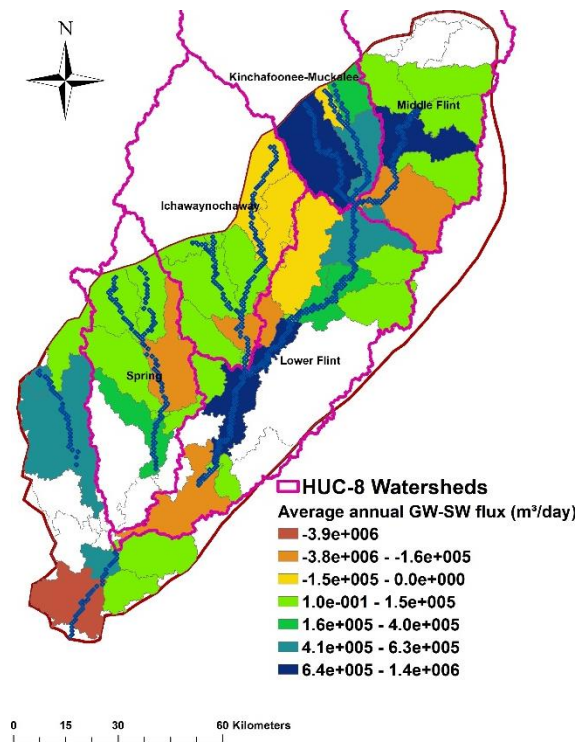 N
Kinchafoonee-Muckalee
Middle Flint
Ichawaynochaway
Lower Flint
Spring
HUC-8 Watersheds
Average annual GW-SW flux (m³/day)
-3.9e+006
-3.8e+006 - -1.6e+005
-1.5e+005 - 0.0e+000
1.0e-001 - 1.5e+005
1.6e+005 - 4.0e+005
4.1e+005 - 6.3e+005
6.4e+005 - 1.4e+006
0 15 30 60 Kilometers